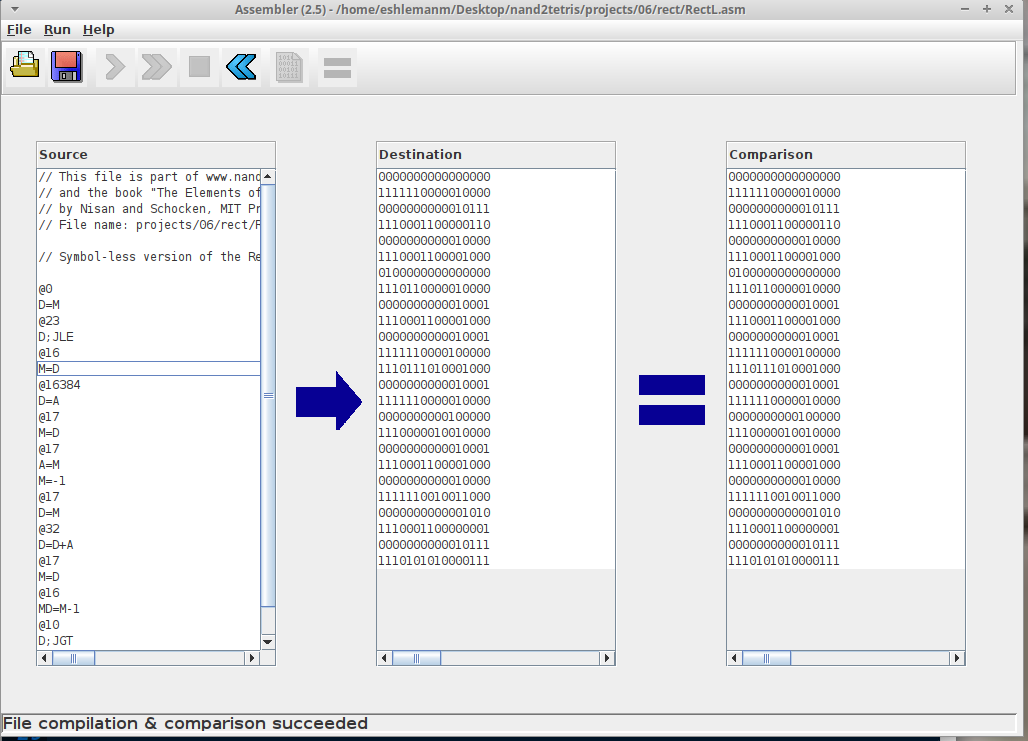 Assembler (2.5) - /home/eshlemanm/Desktop/nand2tetris/projects/06/rect/RectL.asm
File Run Help
Source
// This file is part of www.nand
// and the book "The Elements of
// by Nisan and Schocken, MIT Pr
// File name: projects/06/rect/R
// Symbol-less version of the Re
@0
D=M
@23
D;JLE
@16
M=D
@16384
D=A
@17
M=D
@17
A=M
M=-1
@17
D=M
@32
D=D+A
@17
M=D
@16
MD=M-1
@10
D;JGT
Destination
0000000000000000
1111110000010000
0000000000010111
1110001100000110
0000000000010000
1110001100001000
0100000000000000
1110110000010000
0000000000010001
1110001100001000
0000000000010001
1111110000100000
1110111010001000
0000000000010001
1111110000010000
0000000000100000
1110000010010000
0000000000010001
1110001100001000
0000000000010000
1111110010011000
0000000000001010
1110001100000001
0000000000010111
1110101010000111
Comparison
0000000000000000
1111110000010000
0000000000010111
1110001100000110
0000000000010000
1110001100001000
0100000000000000
1110110000010000
0000000000010001
1110001100001000
0000000000010001
1111110000100000
1110111010001000
0000000000010001
1111110000010000
0000000000100000
1110000010010000
0000000000010001
1110001100001000
0000000000010000
1111110010011000
0000000000001010
1110001100000001
0000000000010111
1110101010000111
File compilation & comparison succeeded